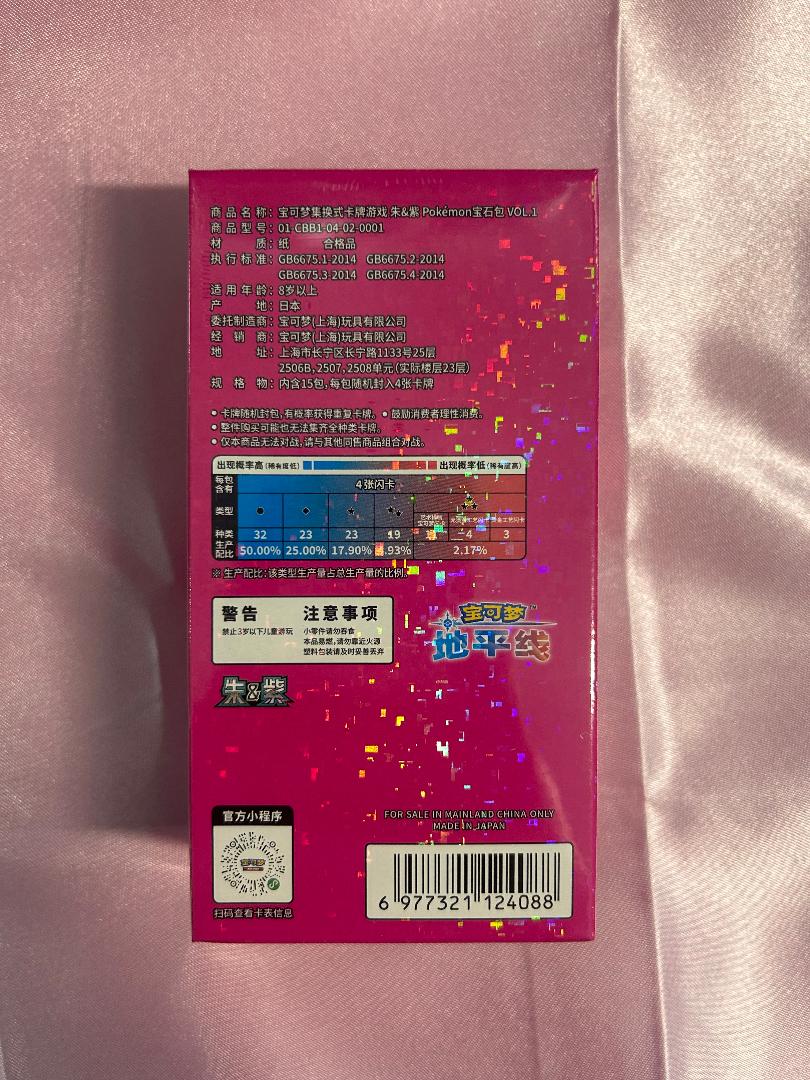 商品名称：宝可梦集换式卡牌游戏 朱&紫 Pokémon宝石包 VOL.1
商品型号：01-CBB1-04-02-0001
材质：纸 合格品
执行标准：GB6675.1-2014 GB6675.2-2014
GB6675.3-2014 GB6675.4-2014
适用年龄：8岁以上
产地：日本
委托制造商：宝可梦(上海)玩具有限公司
经销商：宝可梦(上海)玩具有限公司
地址：上海市长宁区长宁路1133号25层
2506B,2507,2508单元(实际楼层23层)
规格物：内含15包,每包随机封入4张卡牌
●卡牌随机封包,有概率获得重复卡牌。●鼓励消费者理性消费。
●整件购买可能也无法集齐全种类卡牌。
●仅本商品无法对战,请与其他同售商品组合对战。
出现概率高(稀有度低) 出现概率低(稀有度高)
每包含有 4张闪卡
类型 ● ◆ ★ ★★ 宝可梦闪卡
种类 32 23 23 19 4 3
生产配比 50.00% 25.00% 17.90% 4.93% 2.17%
※ 生产配比:该类型生产量占总生产量的比例。
警告 注意事项
禁止3岁以下儿童游玩 小零件请勿吞食
本品易燃,请勿靠近火源
塑料包装请及时妥善丢弃
宝可梦™
地平线
朱&紫
官方小程序
宝可梦
扫码查看卡表信息
FOR SALE IN MAINLAND CHINA ONLY
MADE IN JAPAN
6 977321 124088